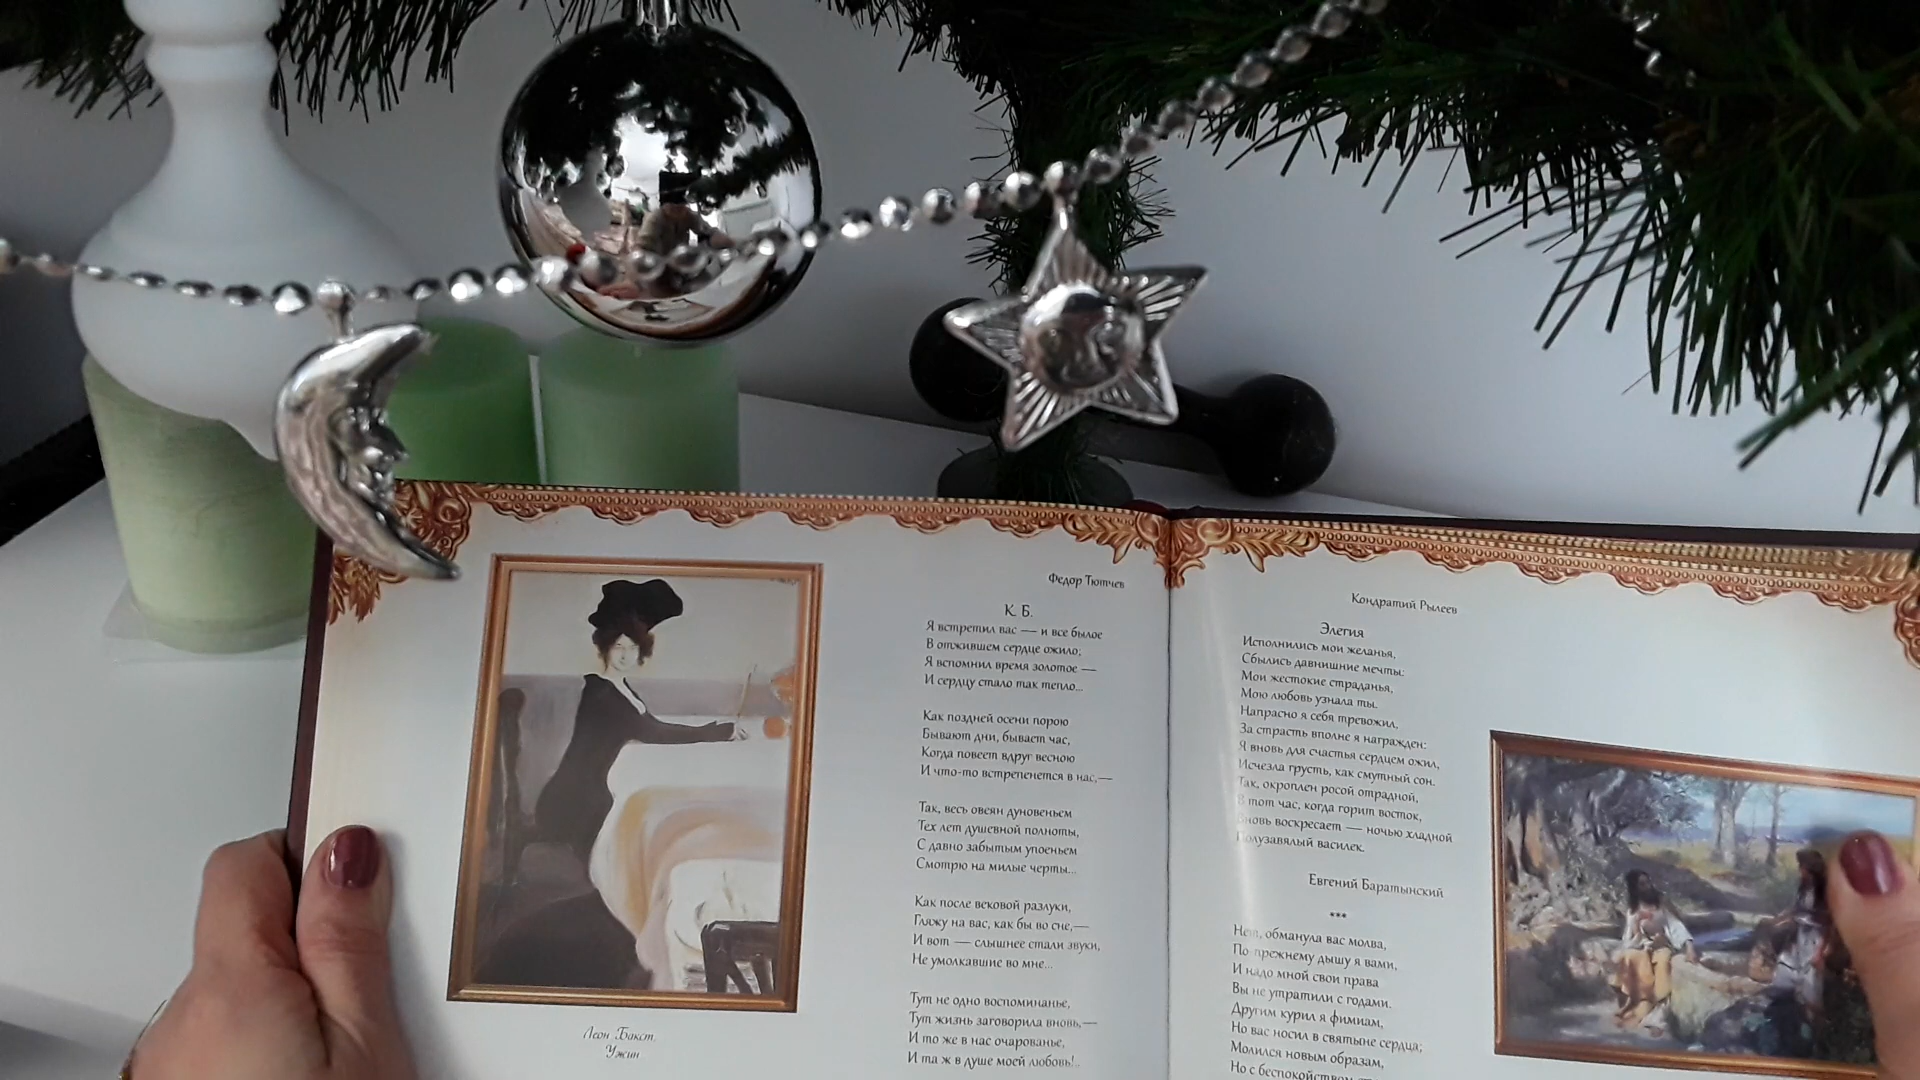 Федор Тютчев
К. Б.
Я встретил вас — и все былое
В отжившем сердце ожило;
Я вспомнил время золотое —
И сердцу стало так тепло...
Как поздней осени порою
Бывают дни, бывает час,
Когда повеет вдруг весною
И что-то встрепенется в нас,—
Так, весь овеян дуновеньем
Тех лет душевной полноты,
С давно забытым упоеньем
Смотрю на милые черты...
Как после вековой разлуки,
Гляжу на вас, как бы во сне,—
И вот — слышнее стали звуки,
Не умолкавшие во мне...
Тут не одно воспоминанье,
Тут жизнь заговорила вновь,—
И то же в нас очарованье,
И та ж в душе моей любовь!..
Леон Бакст.
Ужин
Кондратий Рылеев
Элегия
Исполнились мои желанья,
Сбылись давнишние мечты:
Мои жестокие страданья,
Мою любовь узнала ты.
Напрасно я себя тревожил,
За страсть вполне я награжден:
Я вновь для счастья сердцем ожил,
Исчезла грусть, как смутный сон.
Так, окроплен росой отрадной,
В тот час, когда горит восток,
Вновь воскресает — ночью хладной
Полузавялый василек.
Евгений Баратынский
***
Нет, обманула вас молва,
По-прежнему дышу я вами,
И надо мной свои права
Вы не утратили с годами.
Другим курил я фимиам,
Но вас носил в святыне сердца;
Молился новым образам,
Но с беспокойством